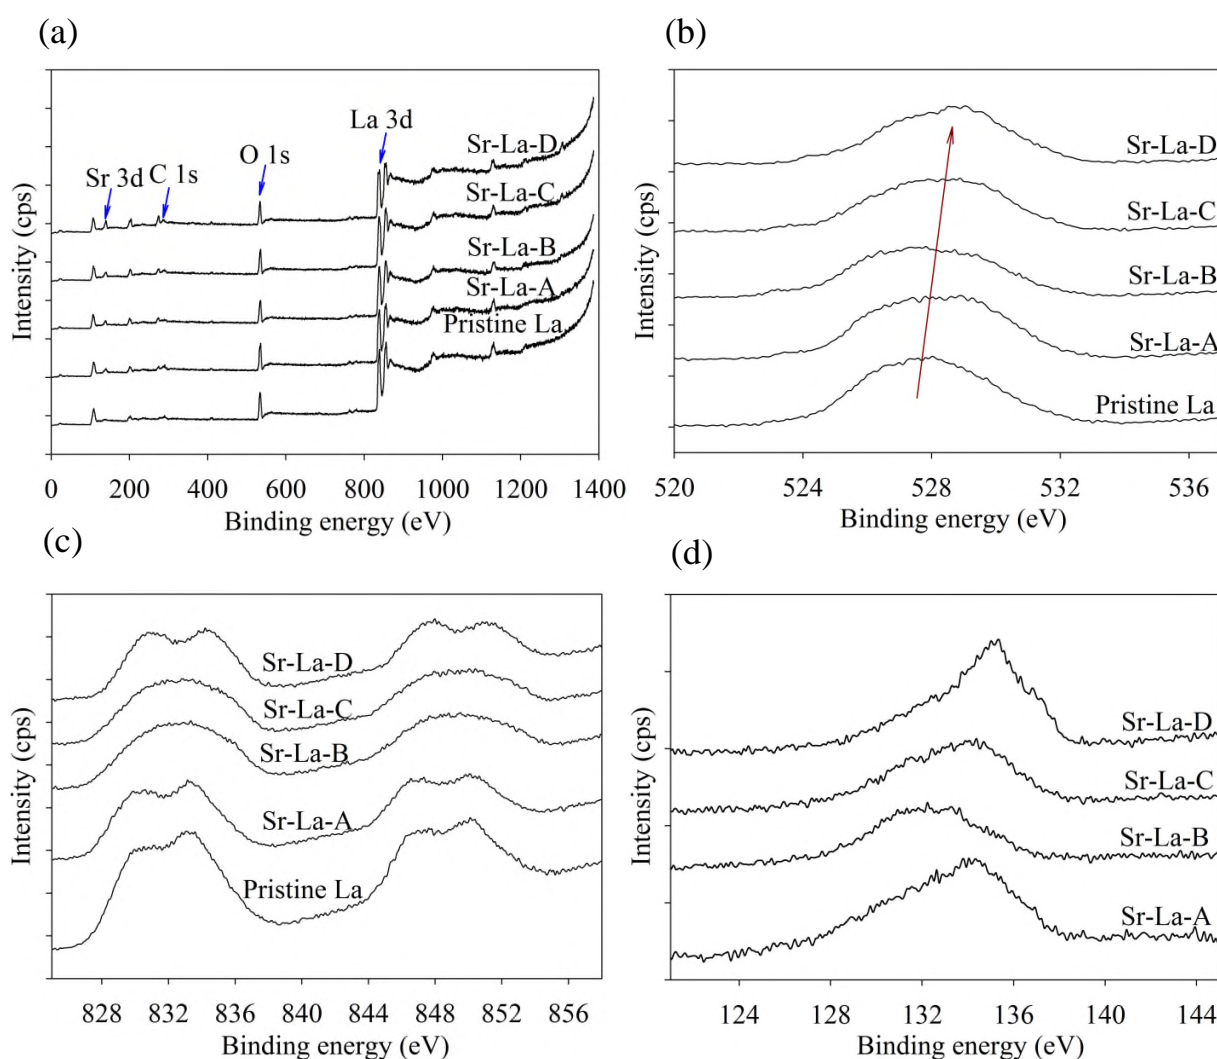 (a)
Intensity (cps)
Sr 3d
C 1s
O 1s
La 3d
Sr-La-D
Sr-La-C
Sr-La-B
Sr-La-A
Pristine La
0 200 400 600 800 1000 1200 1400
Binding energy (eV)
(b)
Intensity (cps)
Sr-La-D
Sr-La-C
Sr-La-B
Sr-La-A
Pristine La
520 524 528 532 536
Binding energy (eV)
(c)
Intensity (cps)
Sr-La-D
Sr-La-C
Sr-La-B
Sr-La-A
Pristine La
828 832 836 840 844 848 852 856
Binding energy (eV)
(d)
Intensity (cps)
Sr-La-D
Sr-La-C
Sr-La-B
Sr-La-A
124 128 132 136 140 144
Binding energy (eV)